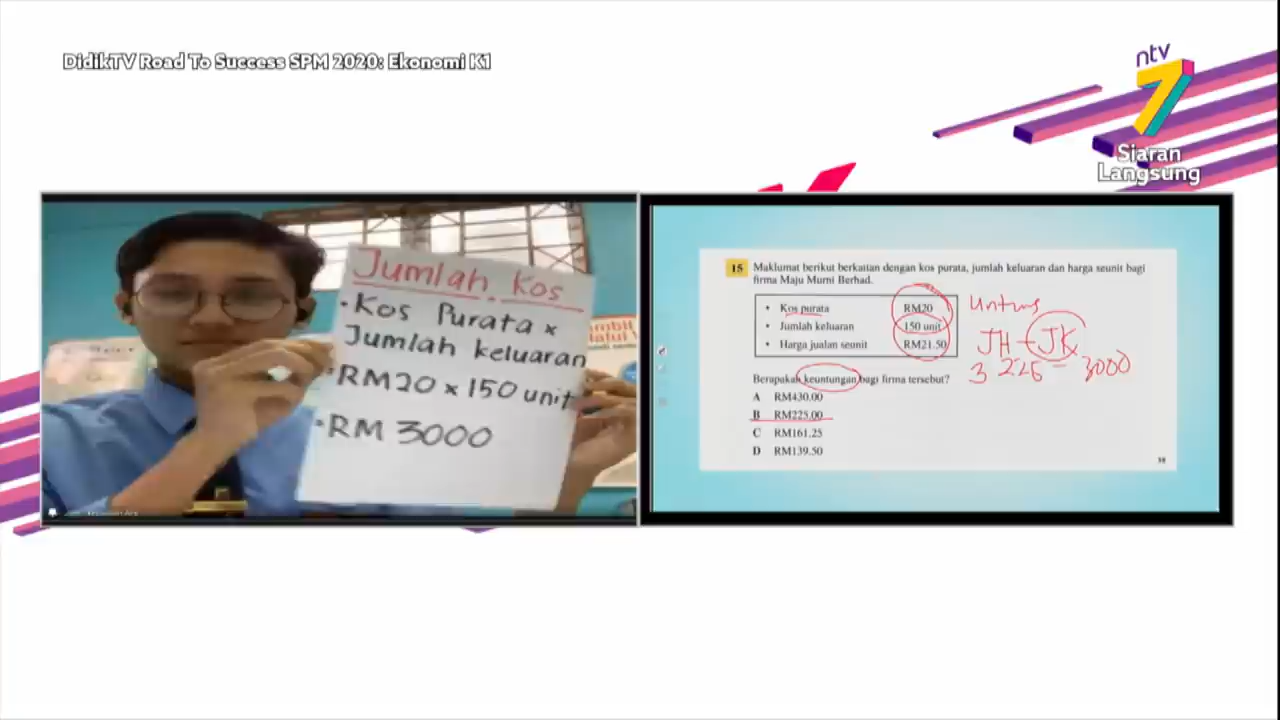 DidikTV Road To Success SPM 2020: Ekonomi K1
ntv
7
Siaran
Langsung
Jumlah Kos
• Kos Purata ×
Jumlah keluaran
• RM20 × 150 unit
• RM 3000
15 Maklumat berikut berkaitan dengan kos purata, jumlah keluaran dan harga seunit bagi
firma Maju Murni Berhad.
• Kos purata RM20
• Jumlah keluaran 150 unit
• Harga jualan seunit RM21.50
Untung
JH - JK
3 225 - 3000
Berapakah keuntungan bagi firma tersebut?
A RM430.00
B RM225.00
C RM161.25
D RM139.50